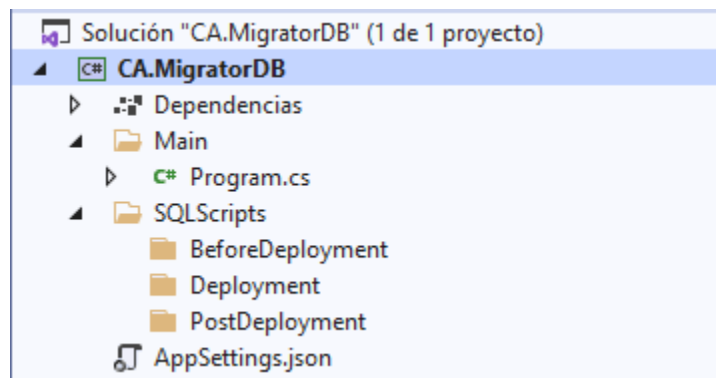 Solución "CA.MigratorDB" (1 de 1 proyecto)
C# CA.MigratorDB
Dependencias
Main
C# Program.cs
SQLScripts
BeforeDeployment
Deployment
PostDeployment
AppSettings.json